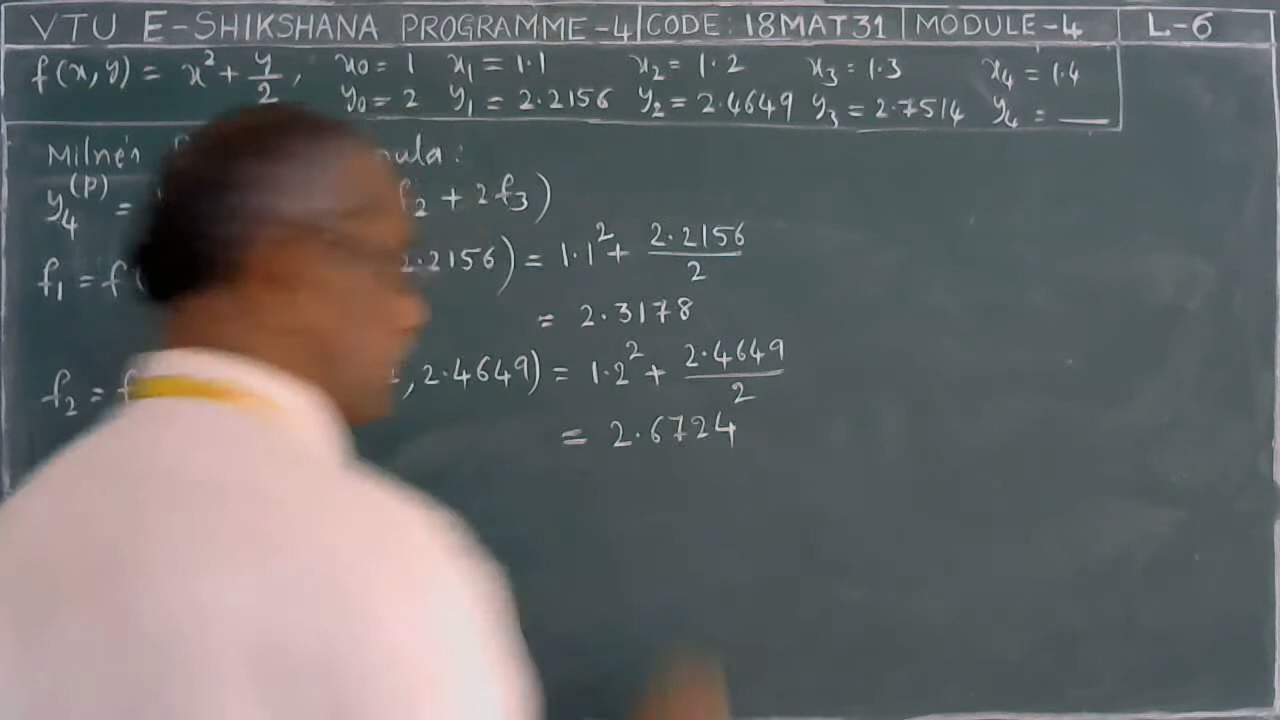 VTU E-SHIKSHANA PROGRAMME-4 CODE: 18MAT31 MODULE-4 L-6
f(x,y) = x² + y/2, x₀ = 1 x₁ = 1.1 x₂ = 1.2 x₃ = 1.3 x₄ = 1.4
y₀ = 2 y₁ = 2.2156 y₂ = 2.4649 y₃ = 2.7514 y₄ = __
Milne's :
y₄⁽ᵖ⁾ = f₂ + 2f₃)
f₁ = f( 2.2156) = 1.1² + 2.2156/2
= 2.3178
f₂ = f , 2.4649) = 1.2² + 2.4649/2
= 2.6724